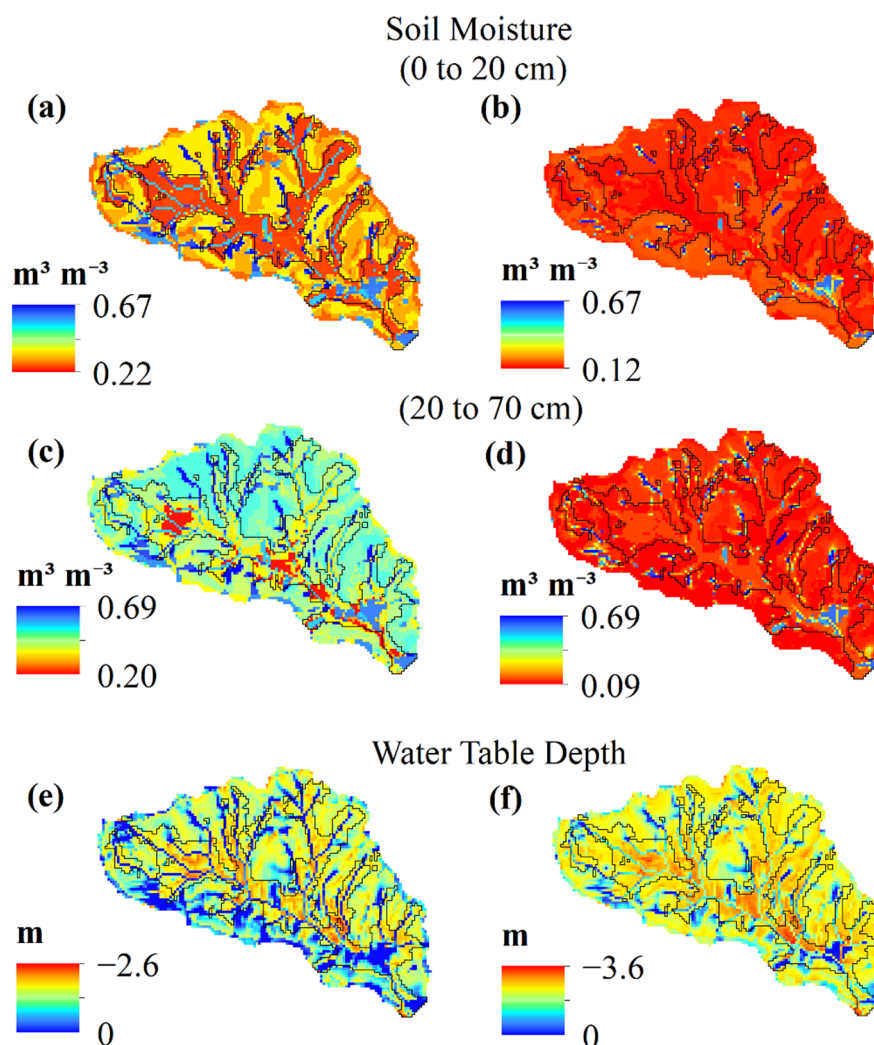 Soil Moisture
(0 to 20 cm)
(a)
(b)
m³ m⁻³
0.67
0.22
m³ m⁻³
0.67
0.12
(20 to 70 cm)
(c)
(d)
m³ m⁻³
0.69
0.20
m³ m⁻³
0.69
0.09
Water Table Depth
(e)
(f)
m
−2.6
0
m
−3.6
0